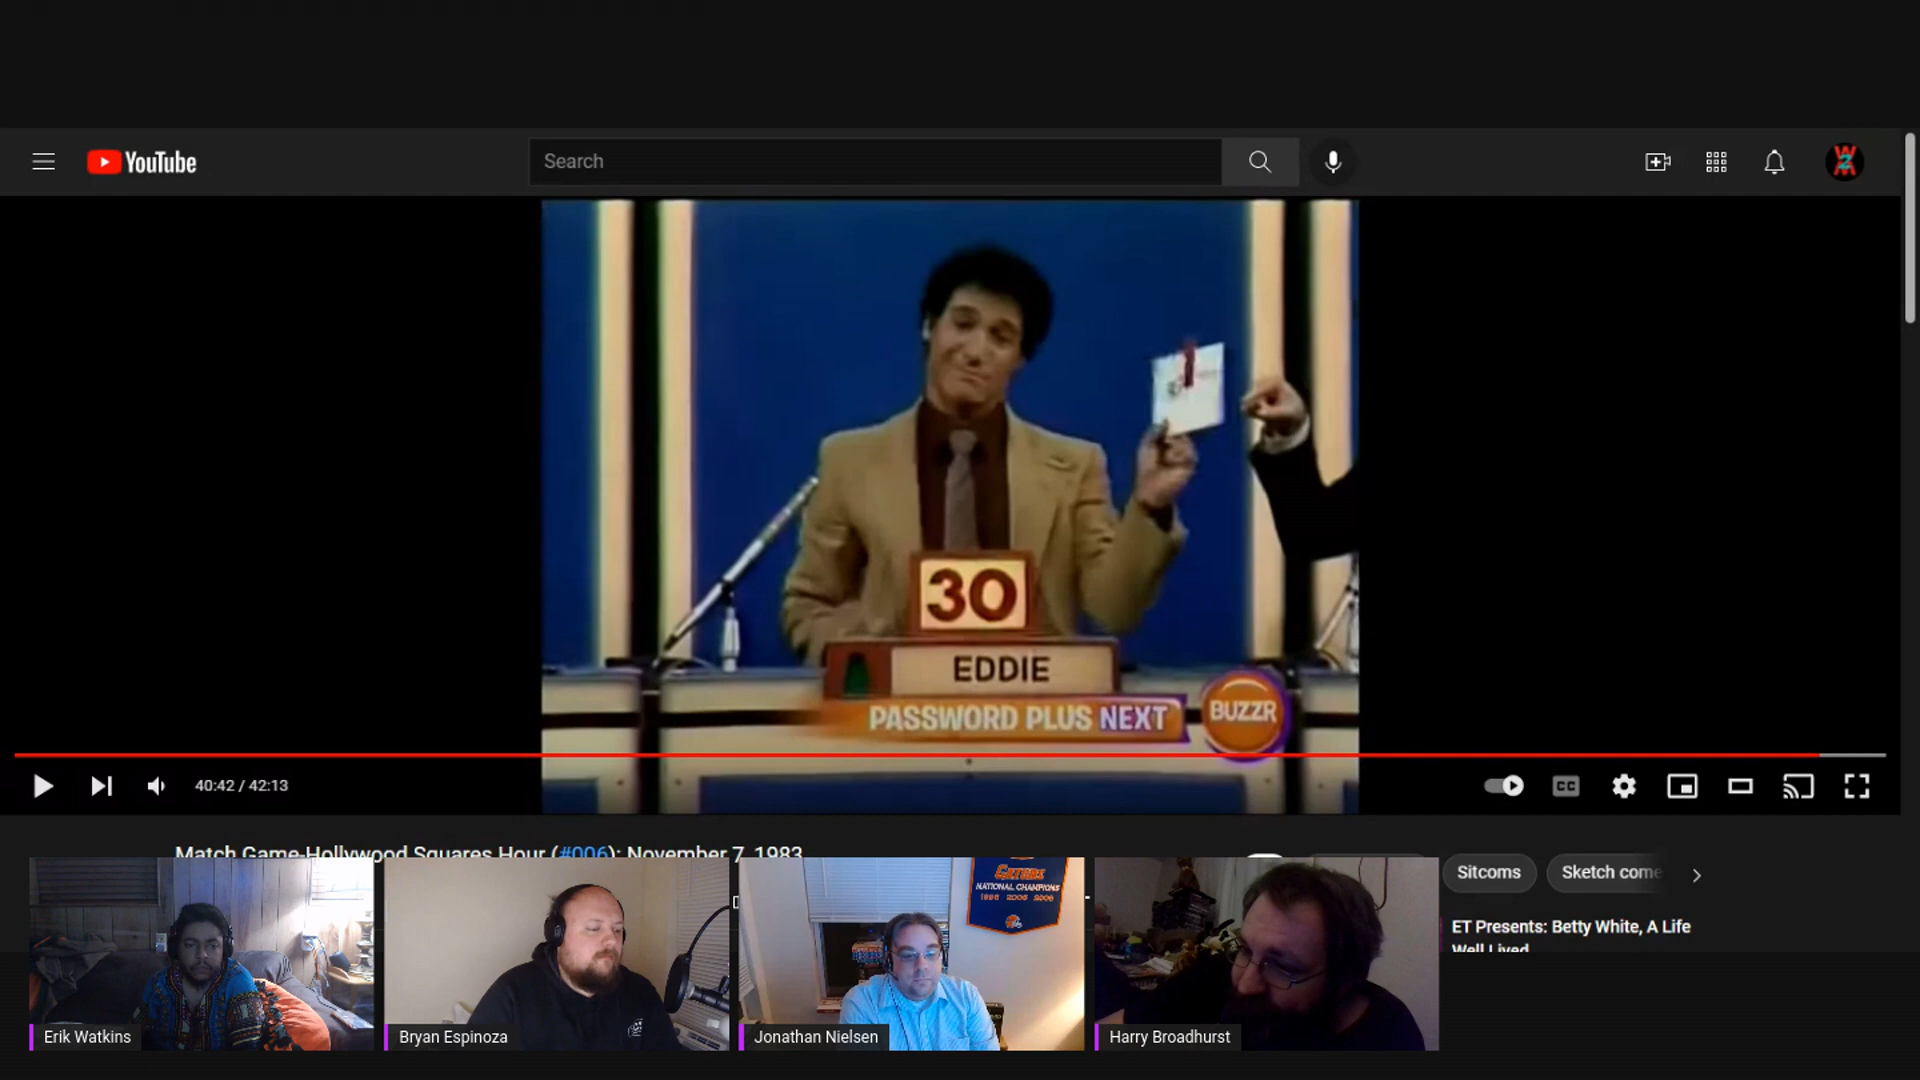 YouTube
Search
30
EDDIE
PASSWORD PLUS NEXT
BUZZR
40:42 / 42:13
CC
Match Game-Hollywood Squares Hour (#006): November 7, 1983
Sitcoms
Sketch come
ET Presents: Betty White, A Life
Well Lived
GATORS
NATIONAL CHAMPIONS
1996 2006 2008
Erik Watkins
Bryan Espinoza
Jonathan Nielsen
Harry Broadhurst